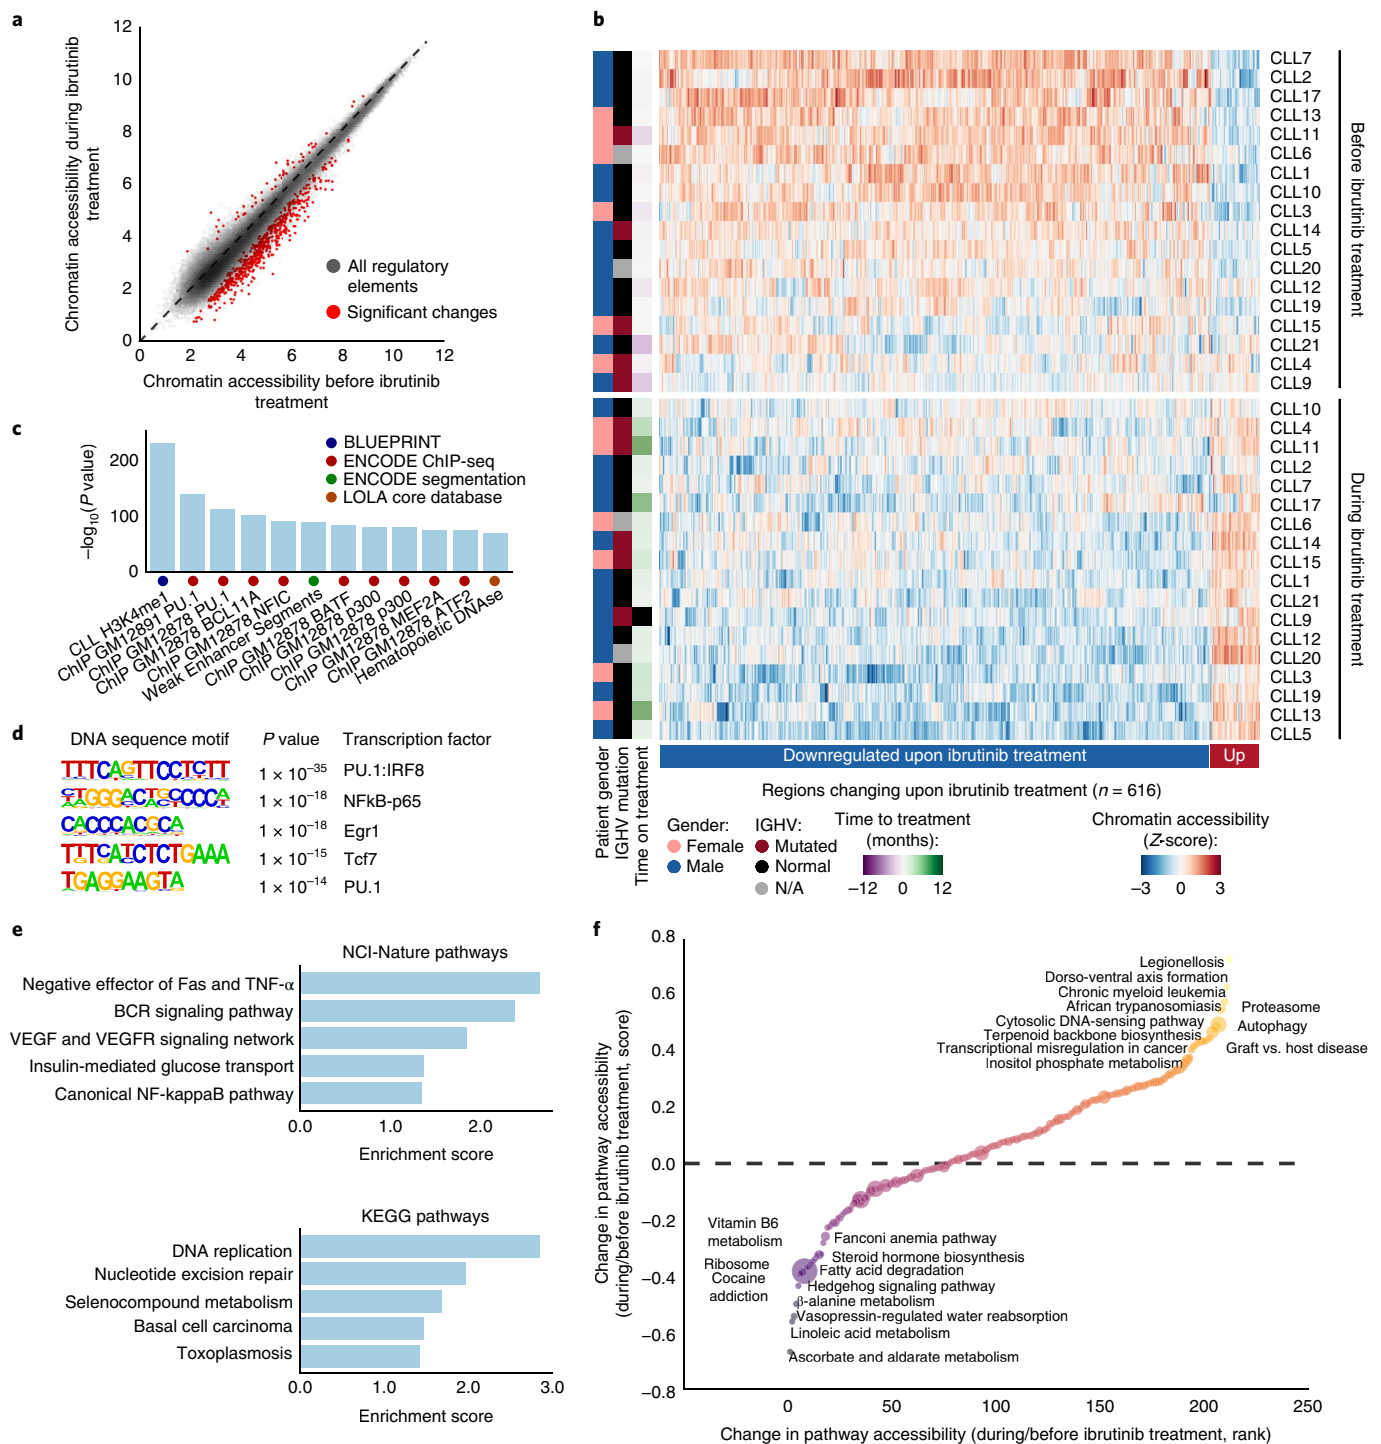 a
12
10
8
6
4
2
0
0 2 4 6 8 10 12
Chromatin accessibility during ibrutinib
treatment
Chromatin accessibility before ibrutinib
treatment
All regulatory
elements
Significant changes
b
CLL7
CLL2
CLL17
CLL13
CLL11
CLL6
CLL1
CLL10
CLL3
CLL14
CLL5
CLL20
CLL12
CLL19
CLL15
CLL21
CLL4
CLL9
Before ibrutinib treatment
CLL10
CLL4
CLL11
CLL2
CLL7
CLL17
CLL6
CLL14
CLL15
CLL1
CLL21
CLL9
CLL12
CLL20
CLL3
CLL19
CLL13
CLL5
During ibrutinib treatment
Patient gender
IGHV mutation
Time on treatment
Downregulated upon ibrutinib treatment
Up
Regions changing upon ibrutinib treatment (n = 616)
Gender:
Female
Male
IGHV:
Mutated
Normal
N/A
Time to treatment
(months):
–12 0 12
Chromatin accessibility
(Z-score):
–3 0 3
c
–log10(P value)
200
100
0
BLUEPRINT
ENCODE ChIP-seq
ENCODE segmentation
LOLA core database
CLL H3K4me1
ChIP GM12891 PU.1
ChIP GM12878 PU.1
ChIP GM12878 BCL11A
ChIP GM12878 NFIC
Weak Enhancer Segments
ChIP GM12878 BATF
ChIP GM12878 p300
ChIP GM12878 p300
ChIP GM12878 MEF2A
ChIP GM12878 ATF2
Hematopoietic DNAse
d
DNA sequence motif P value Transcription factor
TTTCAGTTCCTCTT 1 × 10–35 PU.1:IRF8
1 × 10–18 NFkB-p65
CACCCACGCA 1 × 10–18 Egr1
TTTCATCTCTGAAA 1 × 10–15 Tcf7
TGAGGAAGTA 1 × 10–14 PU.1
e
NCI-Nature pathways
Negative effector of Fas and TNF-α
BCR signaling pathway
VEGF and VEGFR signaling network
Insulin-mediated glucose transport
Canonical NF-kappaB pathway
0.0 1.0 2.0
Enrichment score
KEGG pathways
DNA replication
Nucleotide excision repair
Selenocompound metabolism
Basal cell carcinoma
Toxoplasmosis
0.0 1.0 2.0 3.0
Enrichment score
f
Change in pathway accessibilty
(during/before ibrutinib treatment, score)
0.8
0.6
0.4
0.2
0.0
–0.2
–0.4
–0.6
–0.8
Legionellosis
Dorso-ventral axis formation
Chronic myeloid leukemia
African trypanosomiasis
Proteasome
Cytosolic DNA-sensing pathway
Autophagy
Terpenoid backbone biosynthesis
Transcriptional misregulation in cancer
Graft vs. host disease
Inositol phosphate metabolism
Vitamin B6
metabolism
Fanconi anemia pathway
Steroid hormone biosynthesis
Ribosome
Fatty acid degradation
Cocaine
addiction
Hedgehog signaling pathway
β-alanine metabolism
Vasopressin-regulated water reabsorption
Linoleic acid metabolism
Ascorbate and aldarate metabolism
0 50 100 150 200 250
Change in pathway accessibility (during/before ibrutinib treatment, rank)